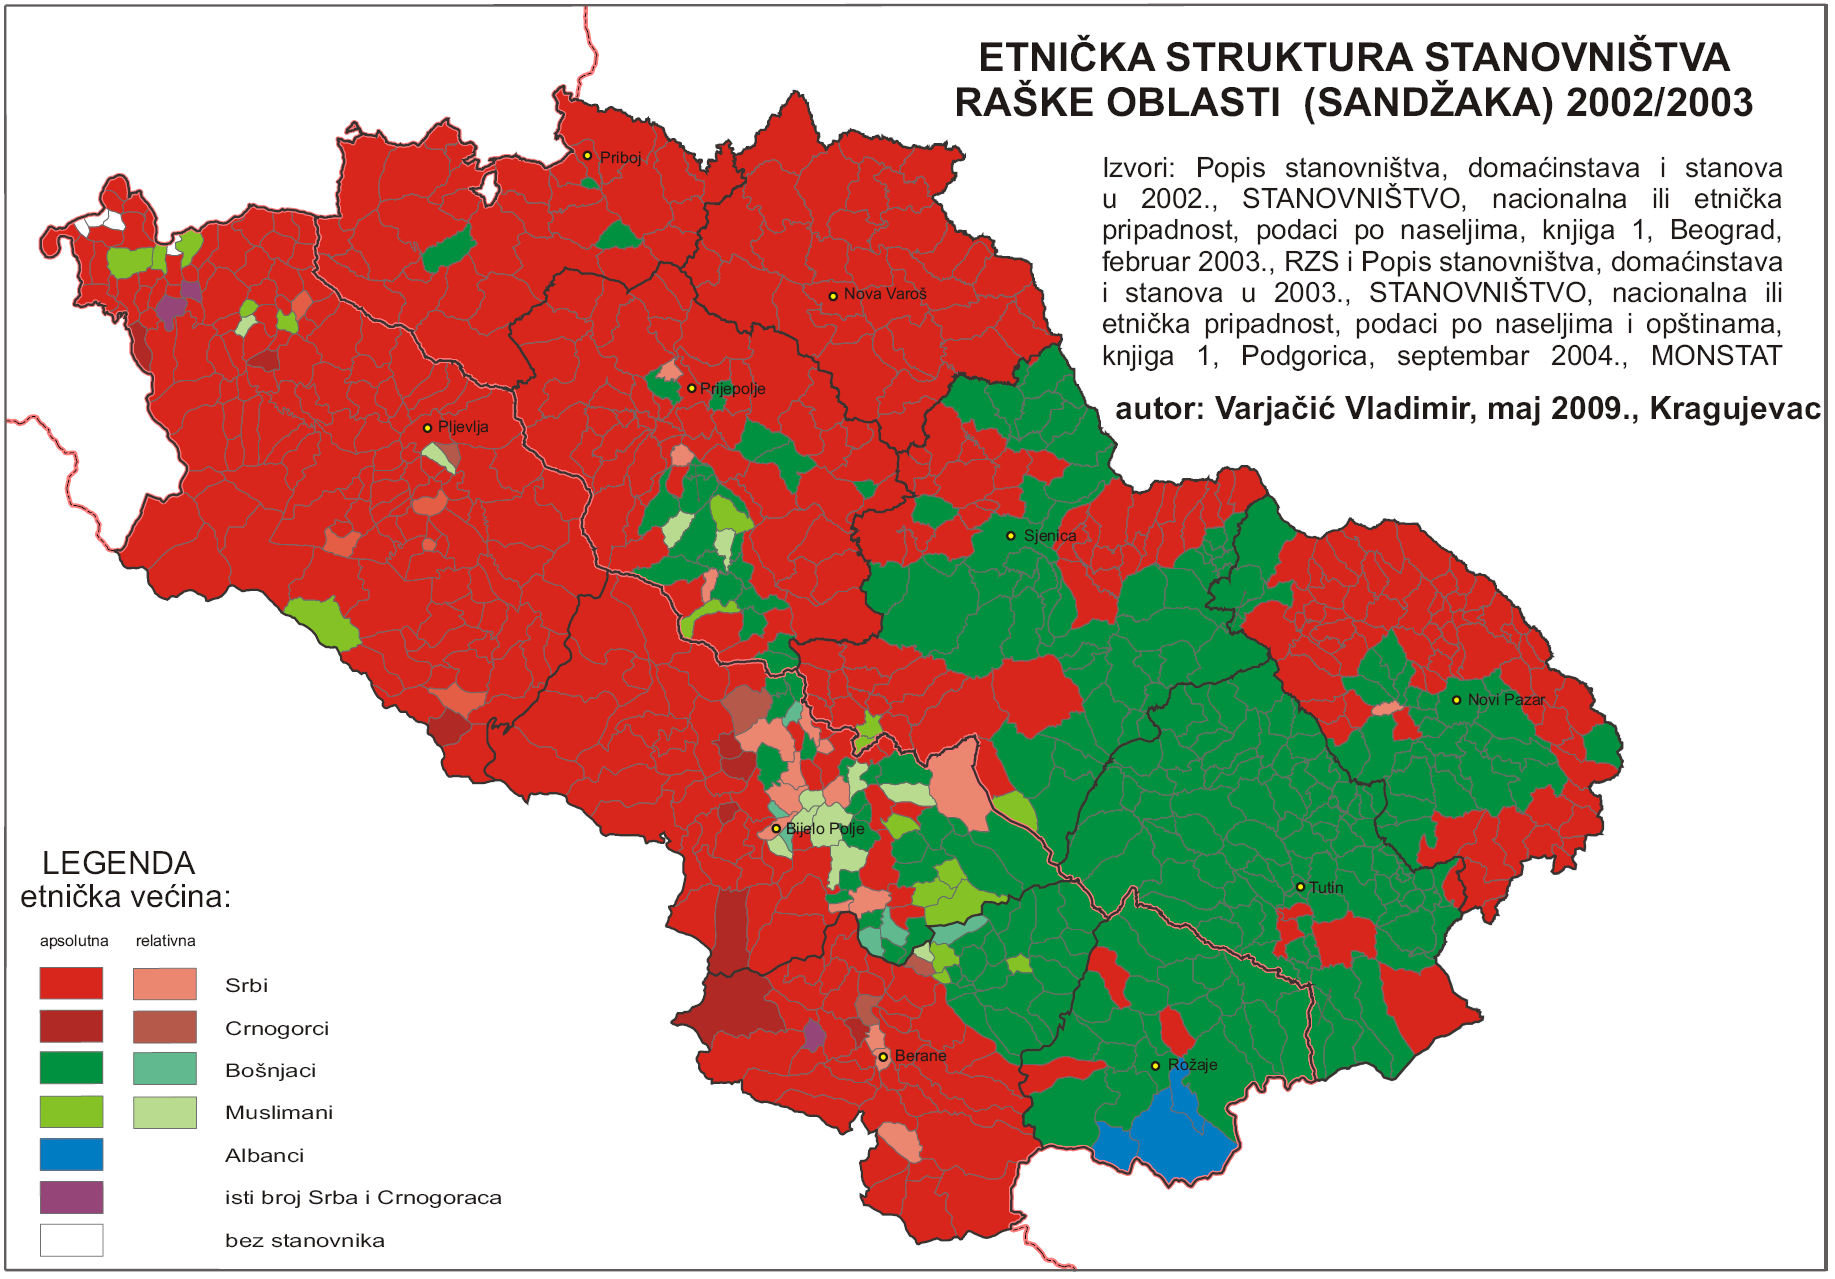 ETNIČKA STRUKTURA STANOVNIŠTVA
RAŠKE OBLASTI (SANDŽAKA) 2002/2003
Izvori: Popis stanovništva, domaćinstava i stanova
u 2002., STANOVNIŠTVO, nacionalna ili etnička
pripadnost, podaci po naseljima, knjiga 1, Beograd,
februar 2003., RZS i Popis stanovništva, domaćinstava
i stanova u 2003., STANOVNIŠTVO, nacionalna ili
etnička pripadnost, podaci po naseljima i opštinama,
knjiga 1, Podgorica, septembar 2004., MONSTAT
autor: Varjačić Vladimir, maj 2009., Kragujevac
Priboj
Nova Varoš
Prijepolje
Pljevlja
Sjenica
Novi Pazar
Bijelo Polje
Tutin
Berane
Rožaje
LEGENDA
etnička većina:
apsolutna relativna
Srbi
Crnogorci
Bošnjaci
Muslimani
Albanci
isti broj Srba i Crnogoraca
bez stanovnika